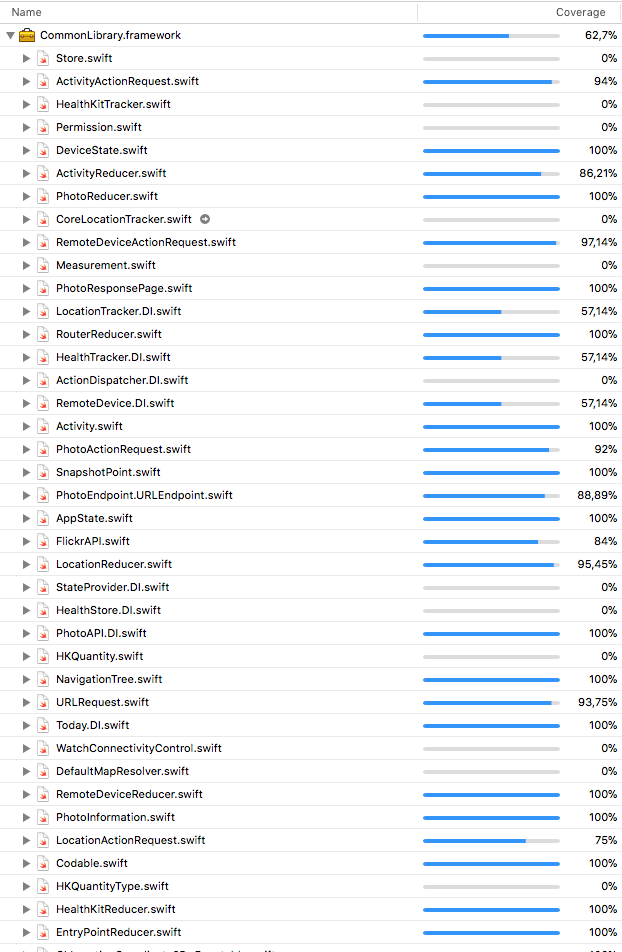 Name Coverage
CommonLibrary.framework 62,7%
Store.swift 0%
ActivityActionRequest.swift 94%
HealthKitTracker.swift 0%
Permission.swift 0%
DeviceState.swift 100%
ActivityReducer.swift 86,21%
PhotoReducer.swift 100%
CoreLocationTracker.swift 0%
RemoteDeviceActionRequest.swift 97,14%
Measurement.swift 0%
PhotoResponsePage.swift 100%
LocationTracker.DI.swift 57,14%
RouterReducer.swift 100%
HealthTracker.DI.swift 57,14%
ActionDispatcher.DI.swift 0%
RemoteDevice.DI.swift 57,14%
Activity.swift 100%
PhotoActionRequest.swift 92%
SnapshotPoint.swift 100%
PhotoEndpoint.URLEndpoint.swift 88,89%
AppState.swift 100%
FlickrAPI.swift 84%
LocationReducer.swift 95,45%
StateProvider.DI.swift 0%
HealthStore.DI.swift 0%
PhotoAPI.DI.swift 100%
HKQuantity.swift 0%
NavigationTree.swift 100%
URLRequest.swift 93,75%
Today.DI.swift 100%
WatchConnectivityControl.swift 0%
DefaultMapResolver.swift 0%
RemoteDeviceReducer.swift 100%
PhotoInformation.swift 100%
LocationActionRequest.swift 75%
Codable.swift 100%
HKQuantityType.swift 0%
HealthKitReducer.swift 100%
EntryPointReducer.swift 100%